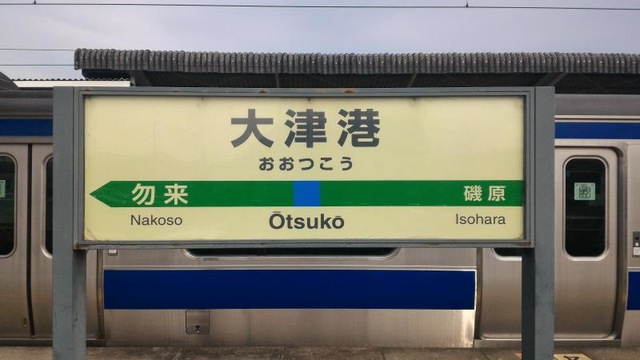 大津港
おおつこう
勿来 磯原
Nakoso Ōtsukō Isohara